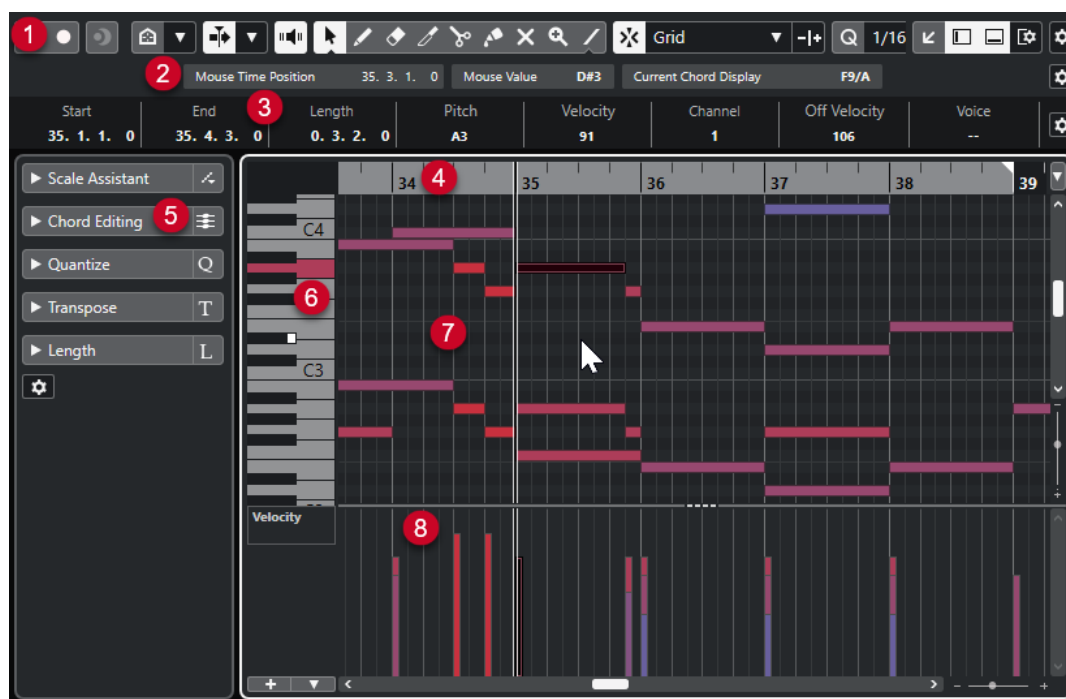 1 Grid Q 1/16
2 Mouse Time Position 35. 3. 1. 0 Mouse Value D#3 Current Chord Display F9/A
Start End 3 Length Pitch Velocity Channel Off Velocity Voice
35. 1. 1. 0 35. 4. 3. 0 0. 3. 2. 0 A3 91 1 106 --
Scale Assistant
34 4 35 36 37 38 39
Chord Editing 5
C4
Quantize Q
6
Transpose T
7
Length L
C3
Velocity
8